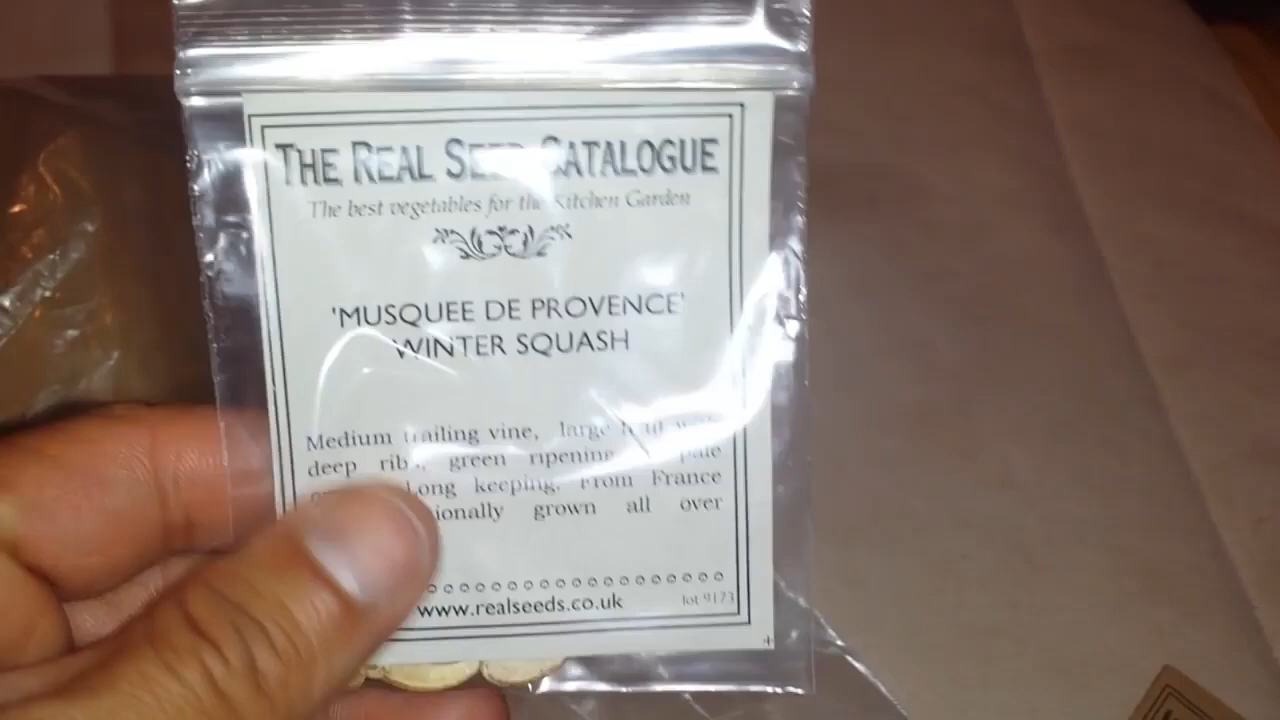 THE REAL SEED CATALOGUE
The best vegetables for the Kitchen Garden
'MUSQUEE DE PROVENCE'
WINTER SQUASH
Medium trailing vine, large
deep ribs, green ripening pale
Long keeping. From France
grown all over
www.realseeds.co.uk lot 9173